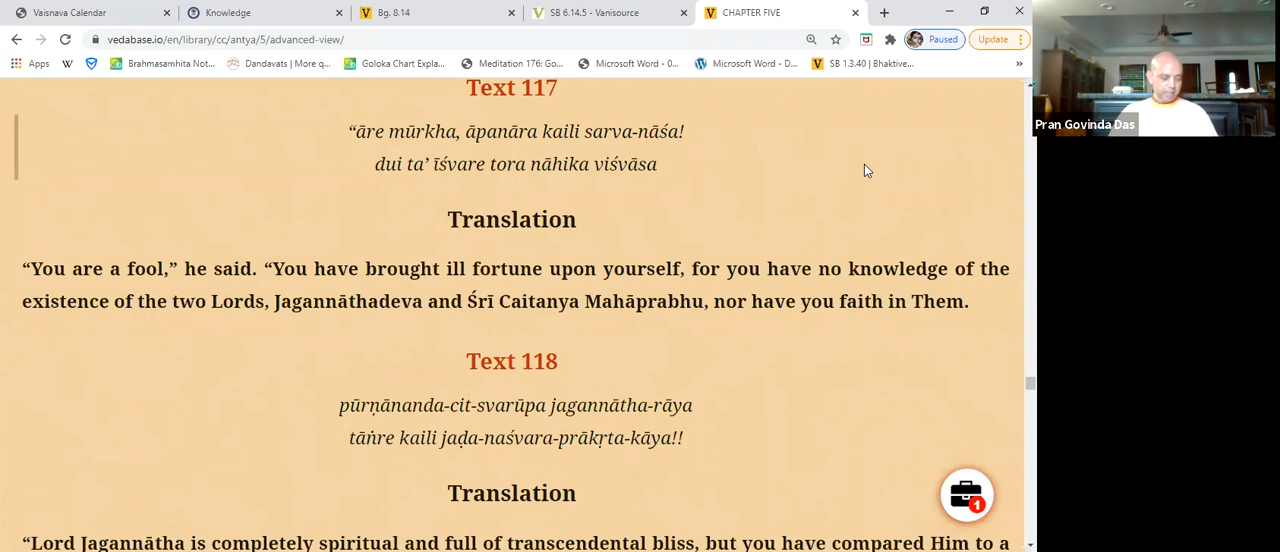 Vaisnava Calendar
Knowledge
Bg. 8.14
SB 6.14.5 - Vanisource
CHAPTER FIVE
vedabase.io/en/library/cc/antya/5/advanced-view/
Paused
Update
Apps
Brahmasamhita Not...
Dandavats | More q...
Goloka Chart Expla...
Meditation 176: Go...
Microsoft Word - 0...
Microsoft Word - D...
SB 1.3.40 | Bhaktive...
Text 117
“āre mūrkha, āpanāra kaili sarva-nāśa!
dui ta’ īśvare tora nāhika viśvāsa
Translation
“You are a fool,” he said. “You have brought ill fortune upon yourself, for you have no knowledge of the
existence of the two Lords, Jagannāthadeva and Śrī Caitanya Mahāprabhu, nor have you faith in Them.
Text 118
pūrṇānanda-cit-svarūpa jagannātha-rāya
tāṅre kaili jaḍa-naśvara-prākṛta-kāya!!
Translation
“Lord Jagannātha is completely spiritual and full of transcendental bliss, but you have compared Him to a
1
Pran Govinda Das